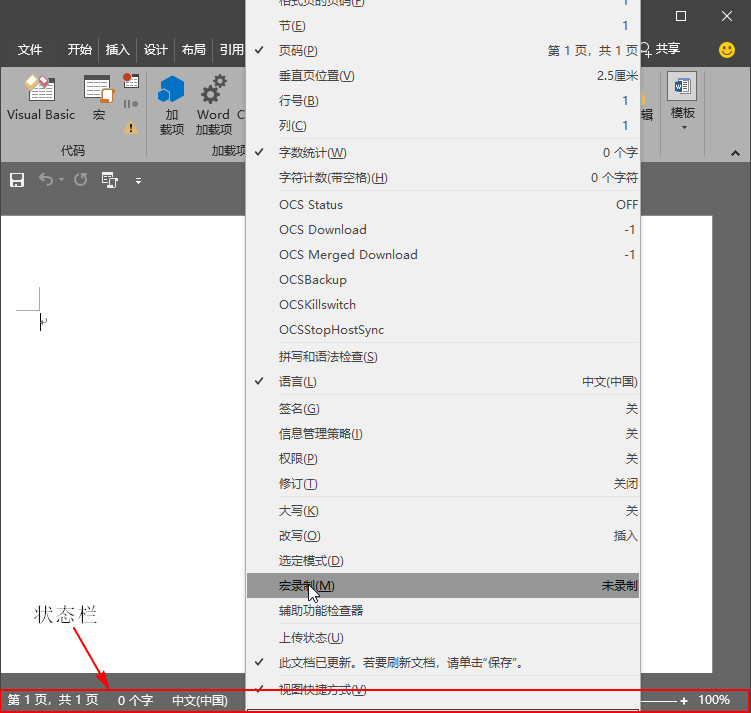 格式页的页码(F) 1
节(E) 1
页码(P) 第 1 页，共 1 页
垂直页位置(V) 2.5厘米
行号(B) 1
列(C) 1
字数统计(W) 0 个字
字符计数(带空格)(H) 0 个字符
OCS Status OFF
OCS Download -1
OCS Merged Download -1
OCSBackup
OCSKillswitch
OCSStopHostSync
拼写和语法检查(S)
语言(L) 中文(中国)
签名(G) 关
信息管理策略(I) 关
权限(P) 关
修订(T) 关闭
大写(K) 关
改写(O) 插入
选定模式(D)
宏录制(M) 未录制
辅助功能检查器
上传状态(U)
此文档已更新。若要刷新文档，请单击“保存”。
视图快捷方式(V)
文件 开始 插入 设计 布局 引用
共享
Visual Basic
宏
加
载项
Word
加载项
C
辑
模板
代码
加载项
状态栏
第 1 页，共 1 页 0 个字 中文(中国)
100%